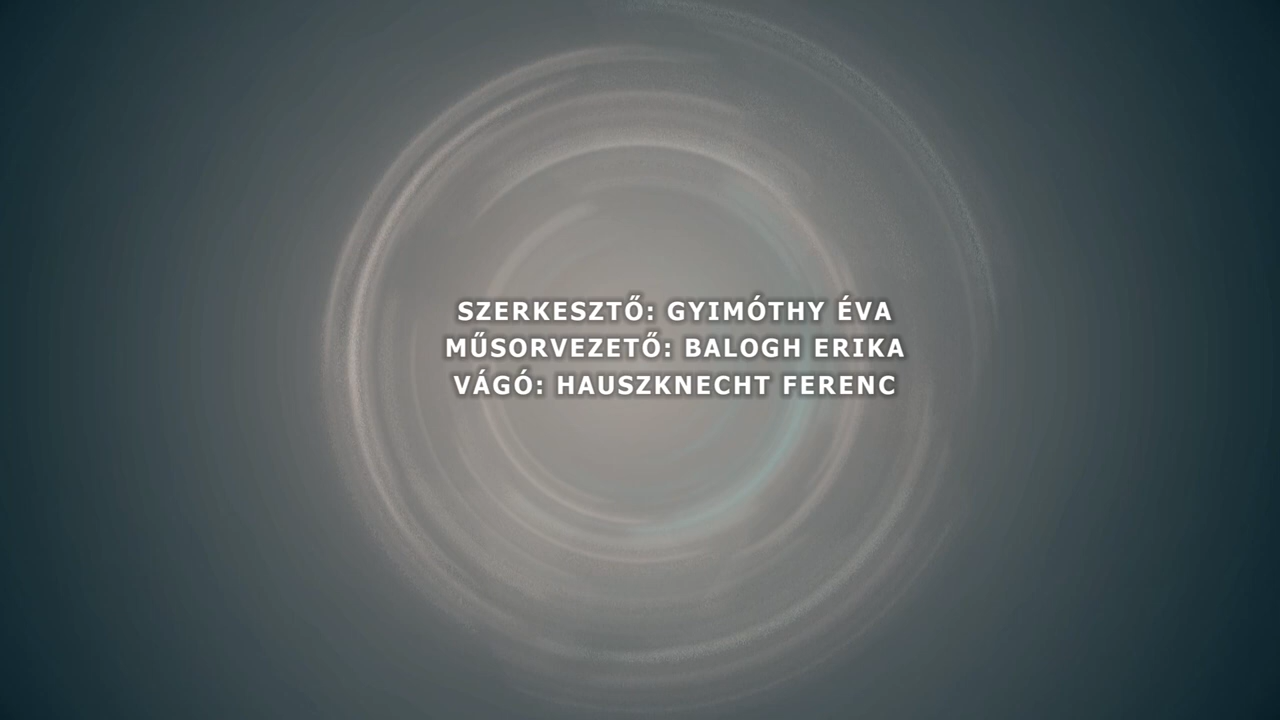 SZERKESZTŐ: GYIMÓTHY ÉVA
MŰSORVEZETŐ: BALOGH ERIKA
VÁGÓ: HAUSZKNECHT FERENC